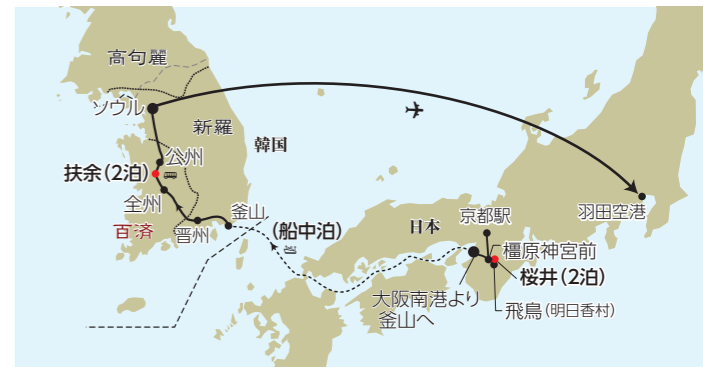 高句麗
ソウル
新羅
韓国
公州
扶余(2泊)
全州
百済
晋州
釜山
(船中泊)
日本
京都駅
羽田空港
橿原神宮前
桜井(2泊)
大阪南港より
釜山へ
飛鳥(明日香村)